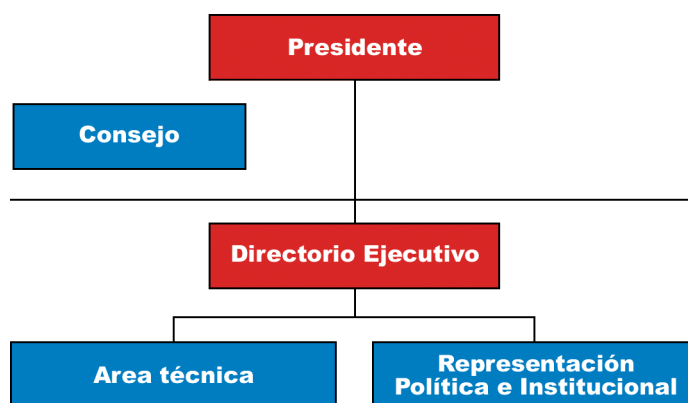 Presidente
Consejo
Directorio Ejecutivo
Area técnica
Representación
Política e Institucional